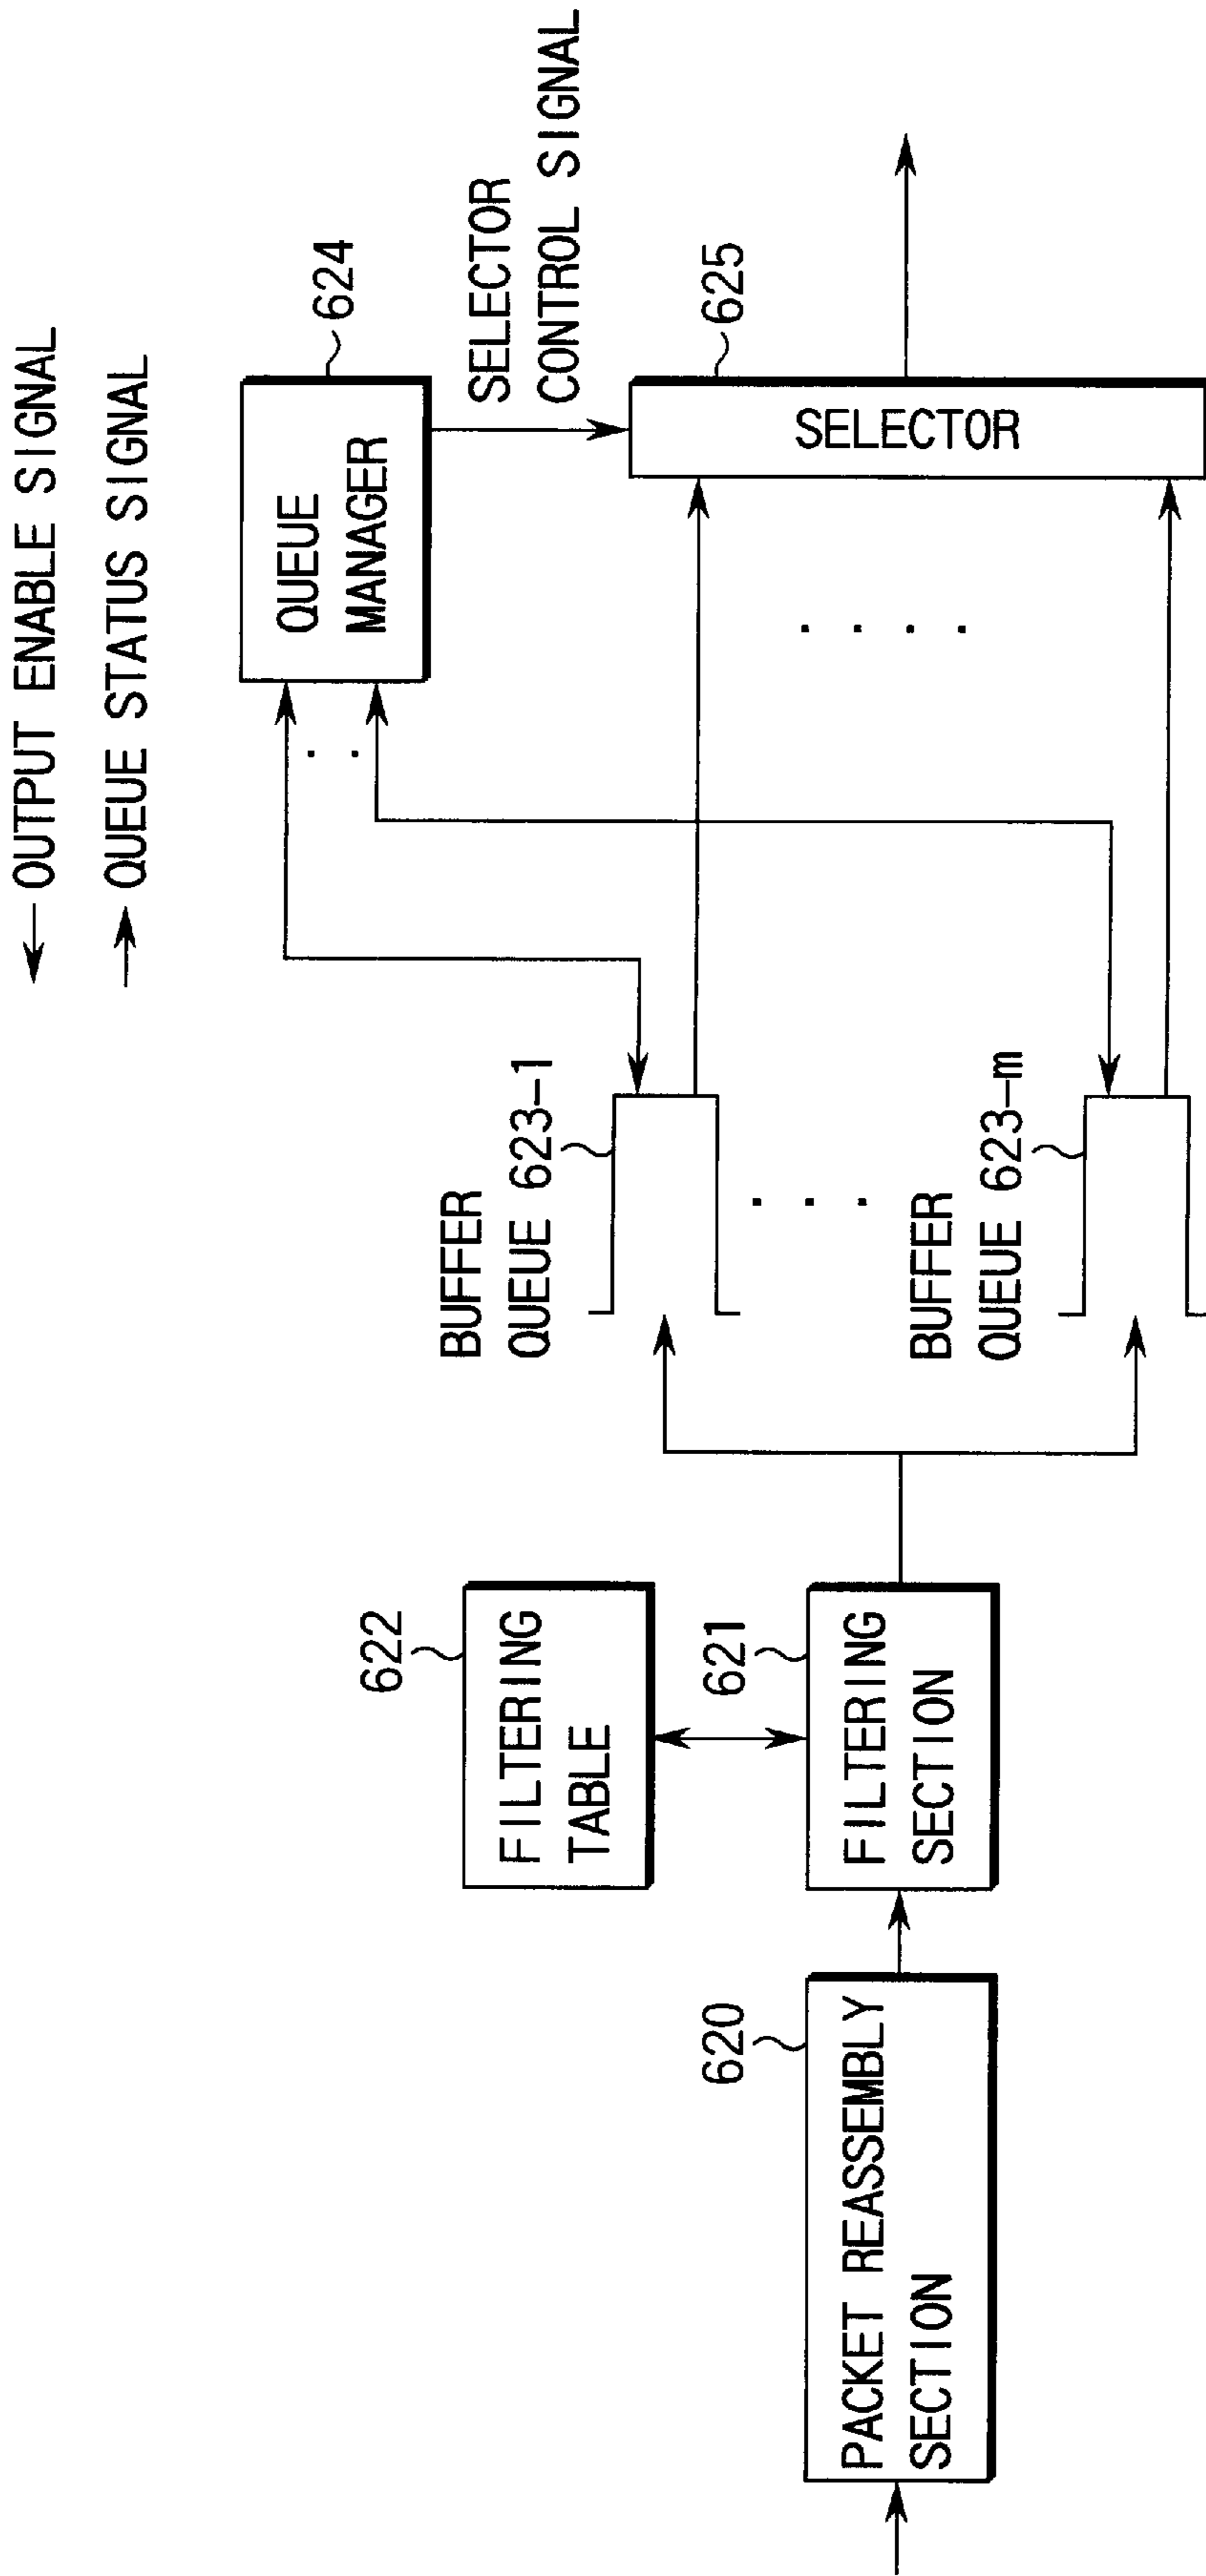 ← OUTPUT ENABLE SIGNAL
→ QUEUE STATUS SIGNAL
QUEUE
MANAGER
624
SELECTOR
CONTROL SIGNAL
BUFFER
QUEUE 623-1
SELECTOR
625
FILTERING
TABLE
622
PACKET REASSEMBLY
SECTION
620
FILTERING
SECTION
621
BUFFER
QUEUE 623-m